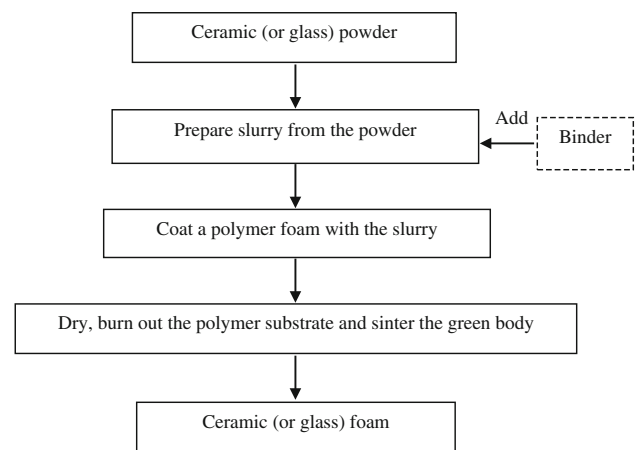 Ceramic (or glass) powder
Prepare slurry from the powder
Add
Binder
Coat a polymer foam with the slurry
Dry, burn out the polymer substrate and sinter the green body
Ceramic (or glass) foam